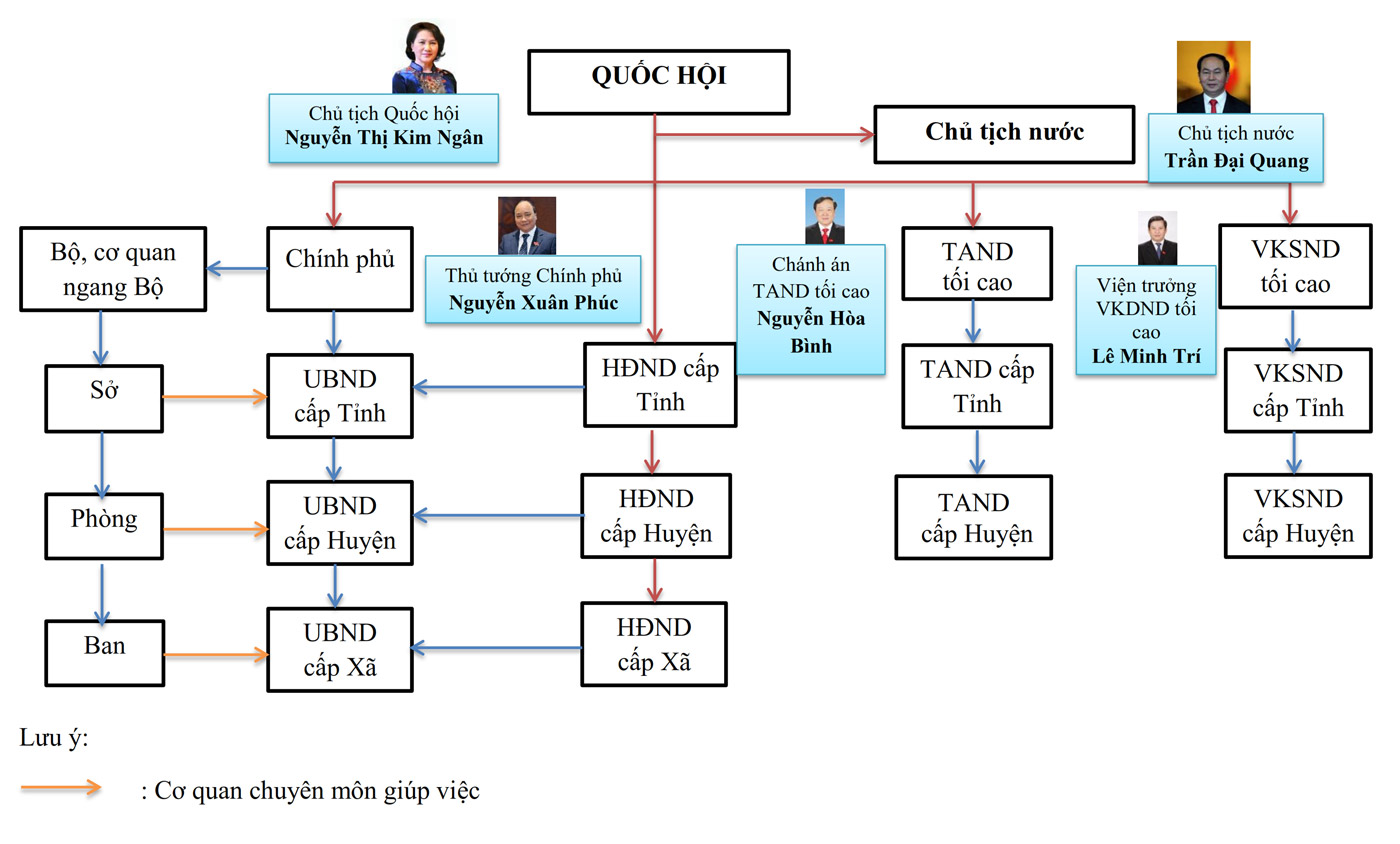 QUỐC HỘI
Chủ tịch Quốc hội
Nguyễn Thị Kim Ngân
Chủ tịch nước
Chủ tịch nước
Trần Đại Quang
Bộ, cơ quan
ngang Bộ
Chính phủ
Thủ tướng Chính phủ
Nguyễn Xuân Phúc
Chánh án
TAND tối cao
Nguyễn Hòa
Bình
TAND
tối cao
Viện trưởng
VKDND tối
cao
Lê Minh Trí
VKSND
tối cao
Sở
UBND
cấp Tỉnh
HĐND cấp
Tỉnh
TAND cấp
Tỉnh
VKSND
cấp Tỉnh
Phòng
UBND
cấp Huyện
HĐND
cấp Huyện
TAND
cấp Huyện
VKSND
cấp Huyện
Ban
UBND
cấp Xã
HĐND
cấp Xã
Lưu ý:
: Cơ quan chuyên môn giúp việc